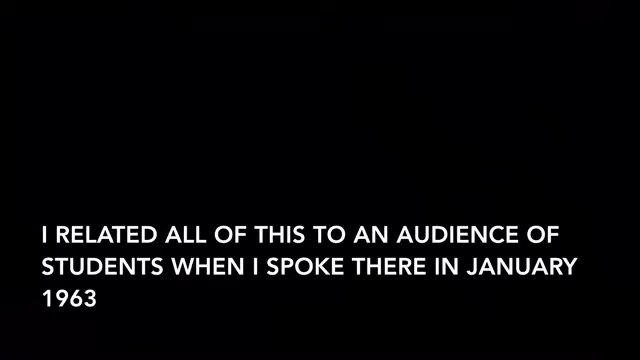 I RELATED ALL OF THIS TO AN AUDIENCE OF
STUDENTS WHEN I SPOKE THERE IN JANUARY
1963